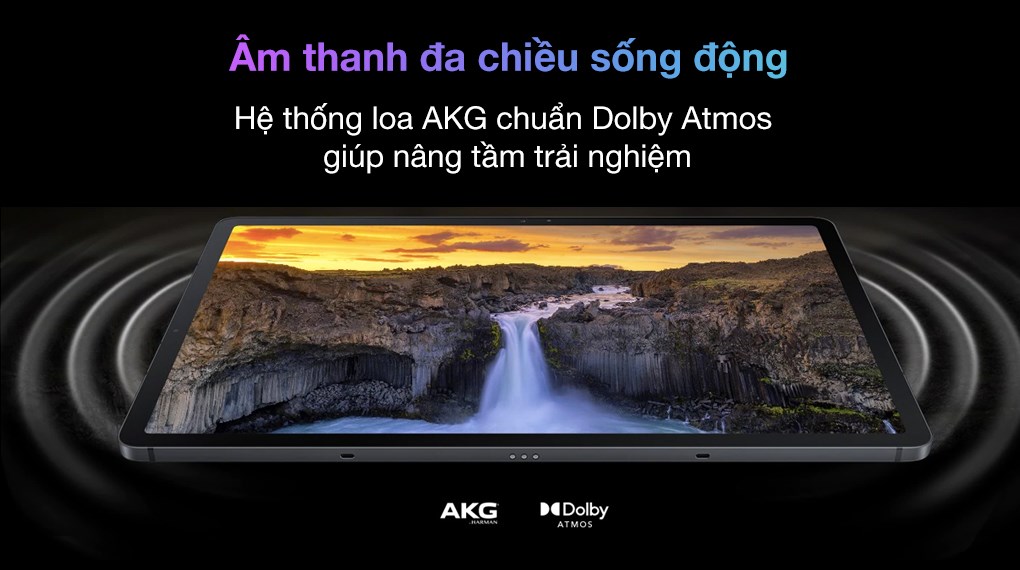 Âm thanh đa chiều sống động
Hệ thống loa AKG chuẩn Dolby Atmos
giúp nâng tầm trải nghiệm
AKG
HARMAN
Dolby
ATMOS